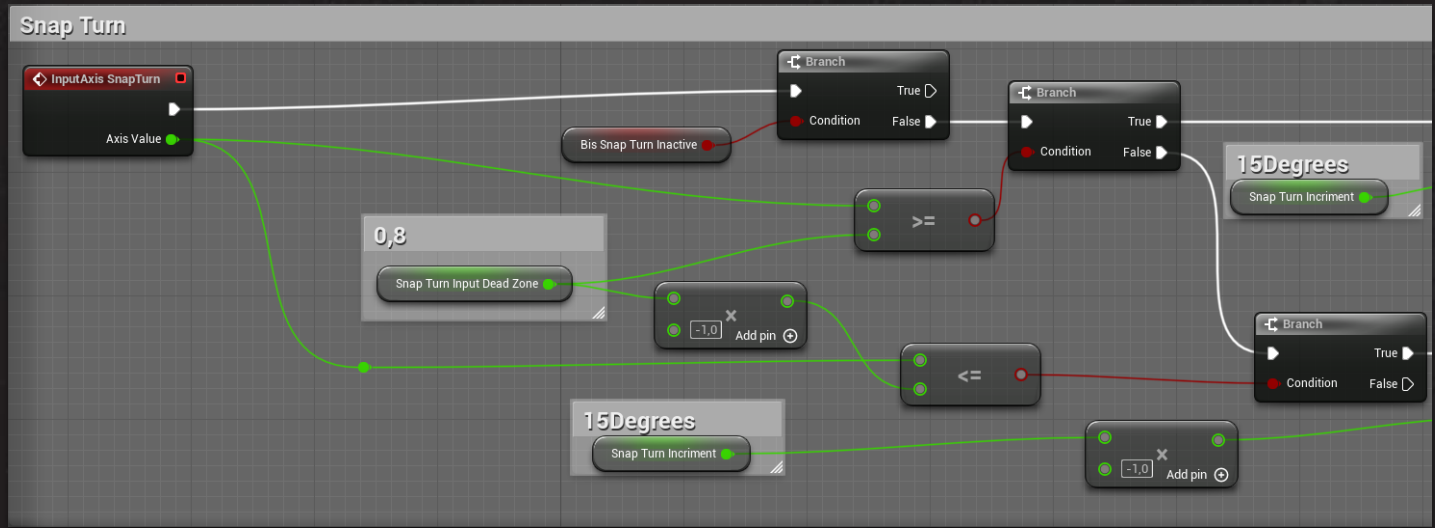 Snap Turn
InputAxis SnapTurn
Axis Value
Branch
True
Condition
False
Bis Snap Turn Inactive
Branch
True
Condition
False
15Degrees
Snap Turn Incriment
>=
0,8
Snap Turn Input Dead Zone
×
-1,0
Add pin
<=
Branch
True
Condition
False
15Degrees
Snap Turn Incriment
×
-1,0
Add pin